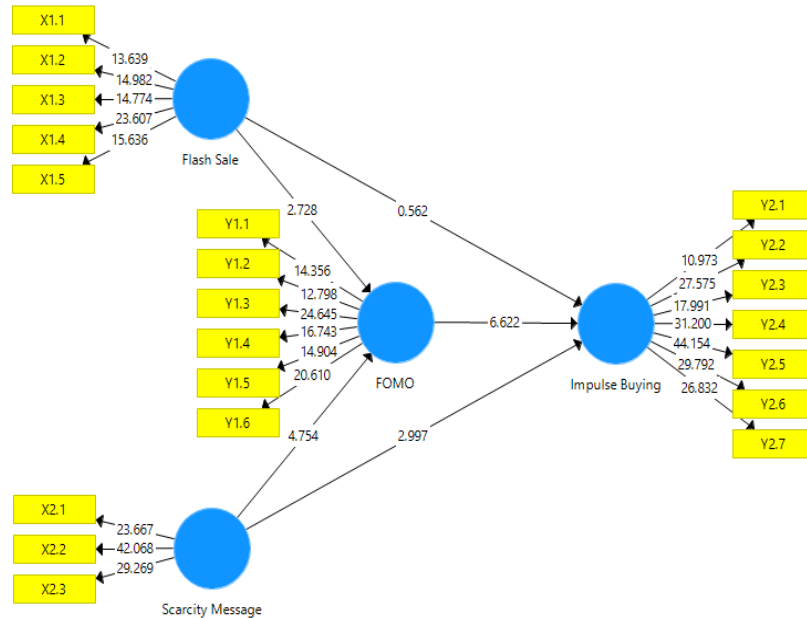 X1.1
X1.2
X1.3
X1.4
X1.5
13.639
14.982
14.774
23.607
15.636
Flash Sale
2.728
0.562
Y1.1
Y1.2
Y1.3
Y1.4
Y1.5
Y1.6
14.356
12.798
24.645
16.743
14.904
20.610
FOMO
6.622
Y2.1
Y2.2
Y2.3
Y2.4
Y2.5
Y2.6
Y2.7
10.973
27.575
17.991
31.200
44.154
29.792
26.832
Impulse Buying
4.754
2.997
X2.1
X2.2
X2.3
23.667
42.068
29.269
Scarcity Message